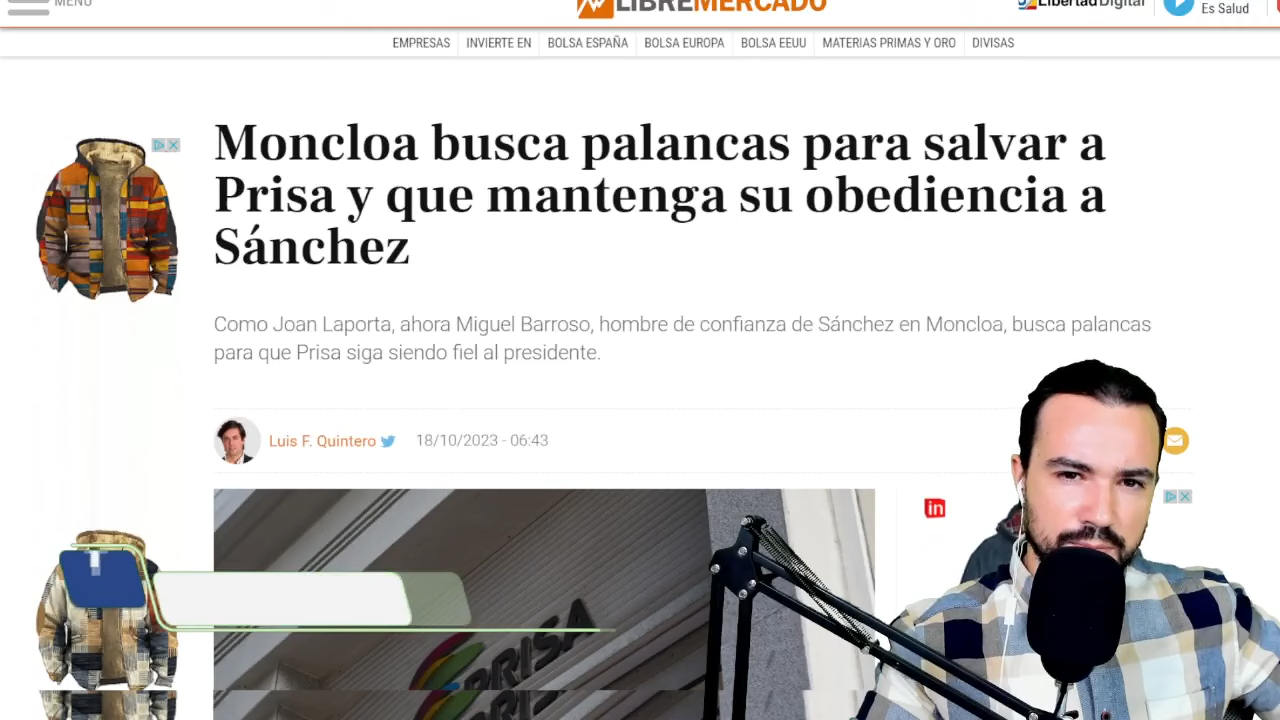 MENÚ
LIBREMERCADO
LibertadDigital
Es Salud
EMPRESAS
INVIERTE EN
BOLSA ESPAÑA
BOLSA EUROPA
BOLSA EEUU
MATERIAS PRIMAS Y ORO
DIVISAS
Moncloa busca palancas para salvar a
Prisa y que mantenga su obediencia a
Sánchez
Como Joan Laporta, ahora Miguel Barroso, hombre de confianza de Sánchez en Moncloa, busca palancas
para que Prisa siga siendo fiel al presidente.
Luis F. Quintero
18/10/2023 - 06:43
in
PRISA